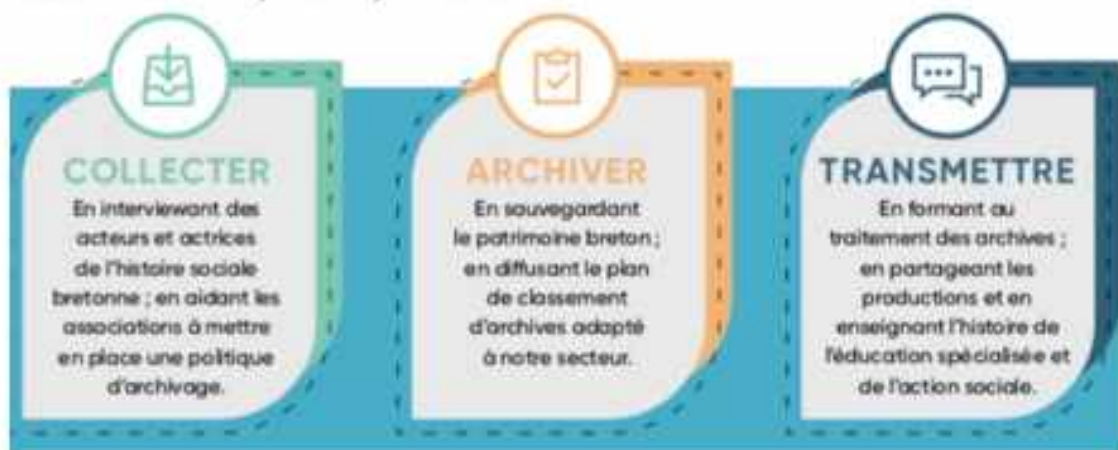 COLLECTER
En interviewant des
acteurs et actrices
de l'histoire sociale
bretonne ; en aidant les
associations à mettre
en place une politique
d'archivage.
ARCHIVER
En sauvegardant
le patrimoine breton ;
en diffusant le plan
de classement
d'archives adapté
à notre secteur.
TRANSMETTRE
En formant au
traitement des archives ;
en partageant les
productions et en
enseignant l'histoire de
l'éducation spécialisée et
de l'action sociale.